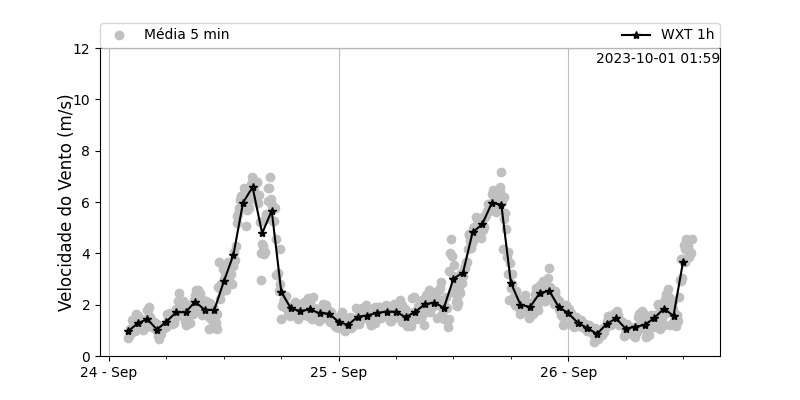 Média 5 min
WXT 1h
2023-10-01 01:59
Velocidade do Vento (m/s)
12
10
8
6
4
2
0
24 - Sep
25 - Sep
26 - Sep